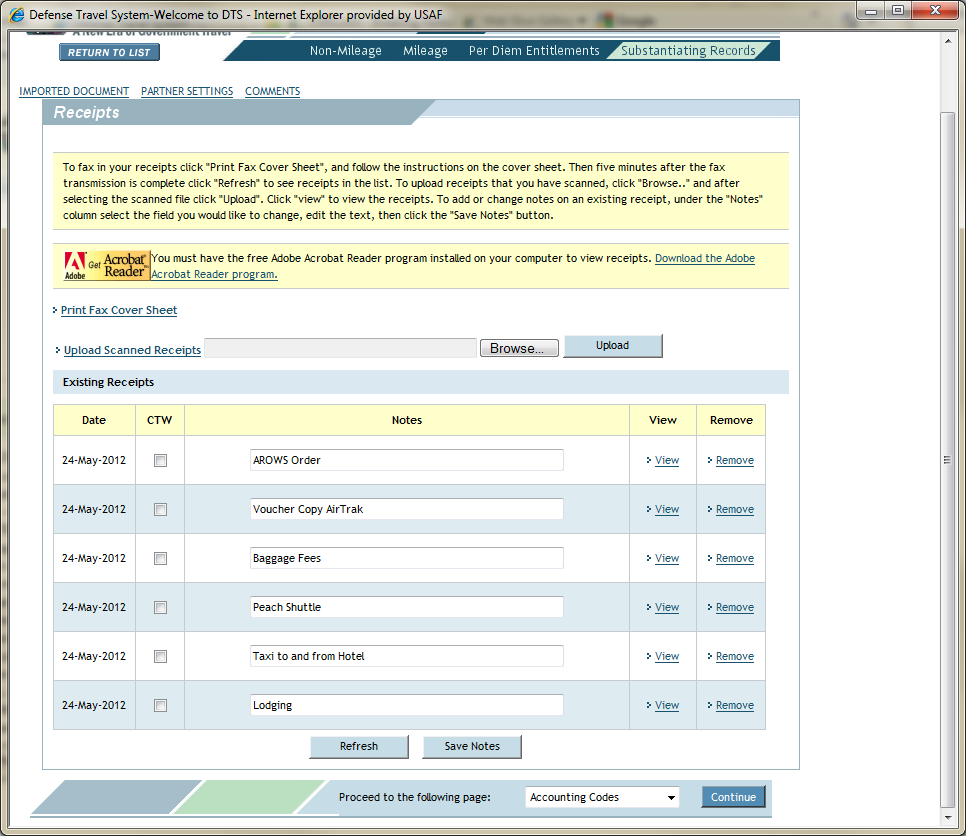 Defense Travel System-Welcome to DTS - Internet Explorer provided by USAF
A New Era of Government Travel
RETURN TO LIST
Non-Mileage Mileage Per Diem Entitlements Substantiating Records
IMPORTED DOCUMENT PARTNER SETTINGS COMMENTS
Receipts
To fax in your receipts click "Print Fax Cover Sheet", and follow the instructions on the cover sheet. Then five minutes after the fax
transmission is complete click "Refresh" to see receipts in the list. To upload receipts that you have scanned, click "Browse.." and after
selecting the scanned file click "Upload". Click "view" to view the receipts. To add or change notes on an existing receipt, under the "Notes"
column select the field you would like to change, edit the text, then click the "Save Notes" button.
Adobe Get Acrobat Reader
You must have the free Adobe Acrobat Reader program installed on your computer to view receipts. Download the Adobe
Acrobat Reader program.
Print Fax Cover Sheet
Upload Scanned Receipts Browse... Upload
Existing Receipts
Date CTW Notes View Remove
24-May-2012 AROWS Order View Remove
24-May-2012 Voucher Copy AirTrak View Remove
24-May-2012 Baggage Fees View Remove
24-May-2012 Peach Shuttle View Remove
24-May-2012 Taxi to and from Hotel View Remove
24-May-2012 Lodging View Remove
Refresh Save Notes
Proceed to the following page: Accounting Codes Continue